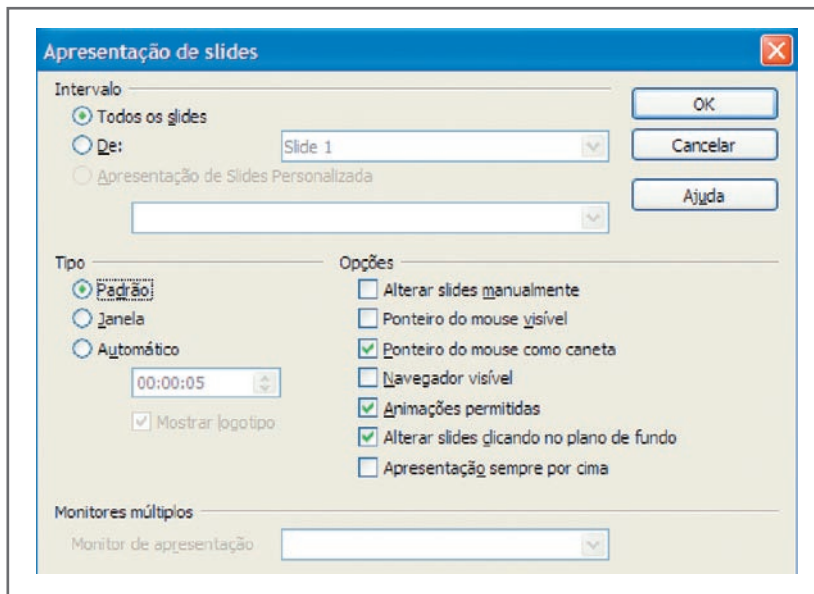 Apresentação de slides
Intervalo
Todos os slides
De:
Slide 1
Apresentação de Slides Personalizada
OK
Cancelar
Ajuda
Tipo
Padrão
Janela
Automático
00:00:05
Mostrar logotipo
Opções
Alterar slides manualmente
Ponteiro do mouse visível
Ponteiro do mouse como caneta
Navegador visível
Animações permitidas
Alterar slides clicando no plano de fundo
Apresentação sempre por cima
Monitores múltiplos
Monitor de apresentação